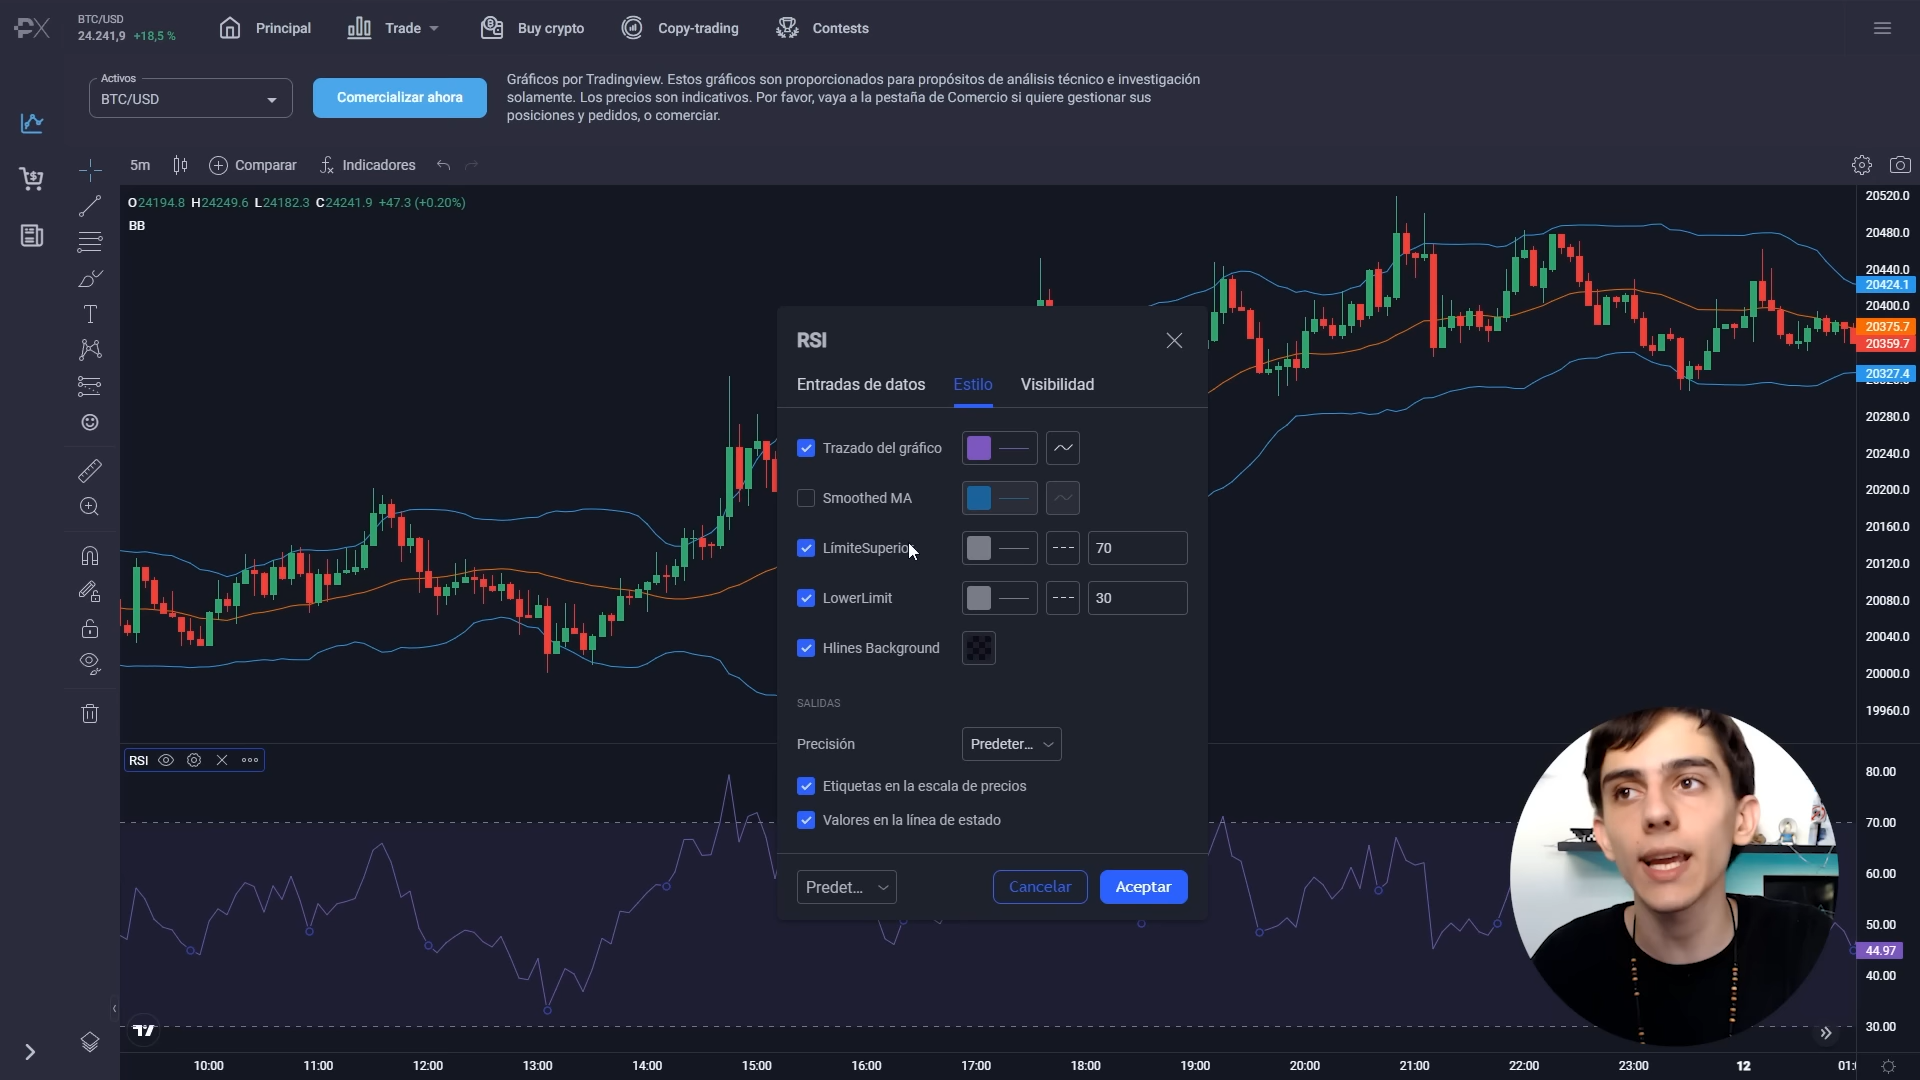 BTC/USD
24.241,9 +18,5 %
Principal
Trade
Buy crypto
Copy-trading
Contests
Activos
BTC/USD
Comercializar ahora
Gráficos por Tradingview. Estos gráficos son proporcionados para propósitos de análisis técnico e investigación
solamente. Los precios son indicativos. Por favor, vaya a la pestaña de Comercio si quiere gestionar sus
posiciones y pedidos, o comerciar.
5m
Comparar
Indicadores
O24194.8 H24249.6 L24182.3 C24241.9 +47.3 (+0.20%)
BB
20520.0
20480.0
20440.0
20424.1
20400.0
20375.7
20359.7
20327.4
20280.0
20240.0
20200.0
20160.0
20120.0
20080.0
20040.0
20000.0
19960.0
RSI
Entradas de datos
Estilo
Visibilidad
Trazado del gráfico
Smoothed MA
LímiteSuperio
70
LowerLimit
30
Hlines Background
SALIDAS
Precisión
Predeter...
Etiquetas en la escala de precios
Valores en la línea de estado
Predet...
Cancelar
Aceptar
RSI
80.00
70.00
60.00
50.00
44.97
40.00
30.00
10:00
11:00
12:00
13:00
14:00
15:00
16:00
17:00
18:00
19:00
20:00
21:00
22:00
23:00
12
01: